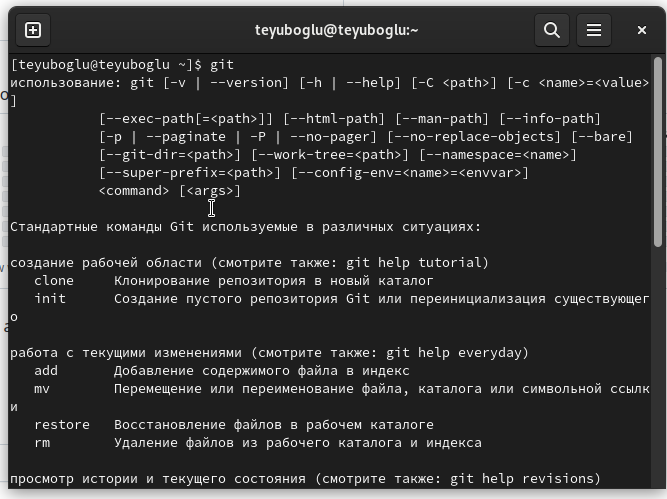 teyuboglu@teyuboglu:~
[teyuboglu@teyuboglu ~]$ git
использование: git [-v | --version] [-h | --help] [-C <path>] [-c <name>=<value>
]
[--exec-path[=<path>]] [--html-path] [--man-path] [--info-path]
[-p | --paginate | -P | --no-pager] [--no-replace-objects] [--bare]
[--git-dir=<path>] [--work-tree=<path>] [--namespace=<name>]
[--super-prefix=<path>] [--config-env=<name>=<envvar>]
<command> [<args>]
Стандартные команды Git используемые в различных ситуациях:
создание рабочей области (смотрите также: git help tutorial)
clone Клонирование репозитория в новый каталог
init Создание пустого репозитория Git или переинициализация существующег
о
работа с текущими изменениями (смотрите также: git help everyday)
add Добавление содержимого файла в индекс
mv Перемещение или переименование файла, каталога или символьной ссылк
и
restore Восстановление файлов в рабочем каталоге
rm Удаление файлов из рабочего каталога и индекса
просмотр истории и текущего состояния (смотрите также: git help revisions)